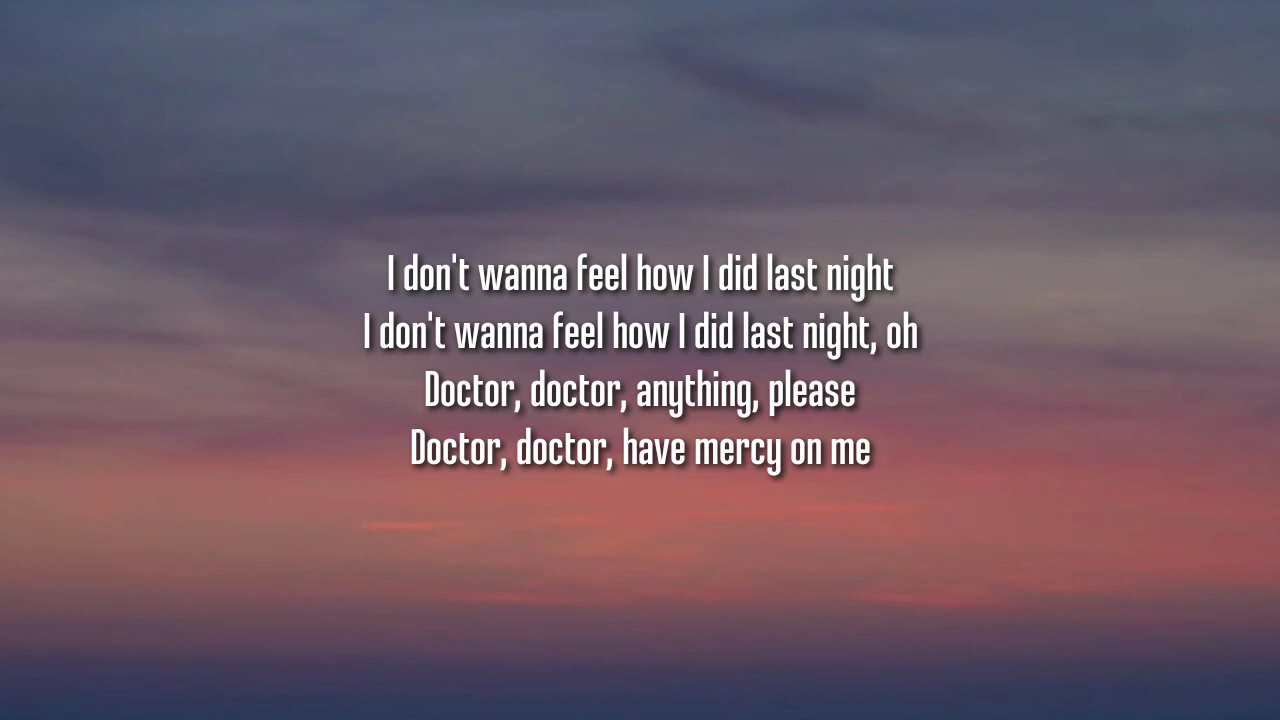 I don't wanna feel how I did last night
I don't wanna feel how I did last night, oh
Doctor, doctor, anything, please
Doctor, doctor, have mercy on me